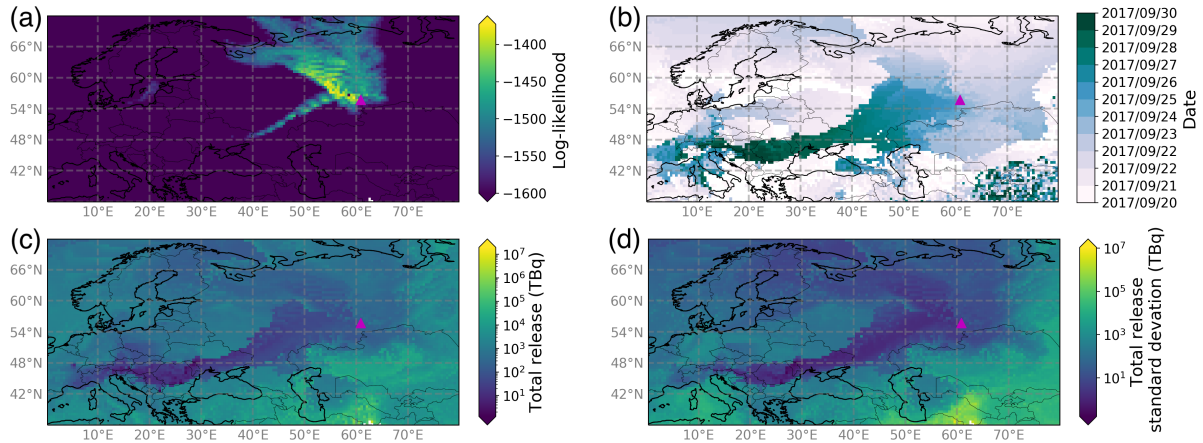 (a)
66°N
60°N
54°N
48°N
42°N
10°E 20°E 30°E 40°E 50°E 60°E 70°E
−1400
−1450
−1500
−1550
−1600
Log-likelihood
(b)
66°N
60°N
54°N
48°N
42°N
10°E 20°E 30°E 40°E 50°E 60°E 70°E
2017/09/30
2017/09/29
2017/09/28
2017/09/27
2017/09/26
2017/09/25
2017/09/24
2017/09/23
2017/09/22
2017/09/22
2017/09/21
2017/09/20
Date
(c)
66°N
60°N
54°N
48°N
42°N
10°E 20°E 30°E 40°E 50°E 60°E 70°E
10⁷
10⁶
10⁵
10⁴
10³
10²
10¹
Total release (TBq)
(d)
66°N
60°N
54°N
48°N
42°N
10°E 20°E 30°E 40°E 50°E 60°E 70°E
10⁷
10⁵
10³
10¹
Total release
standard devation (TBq)